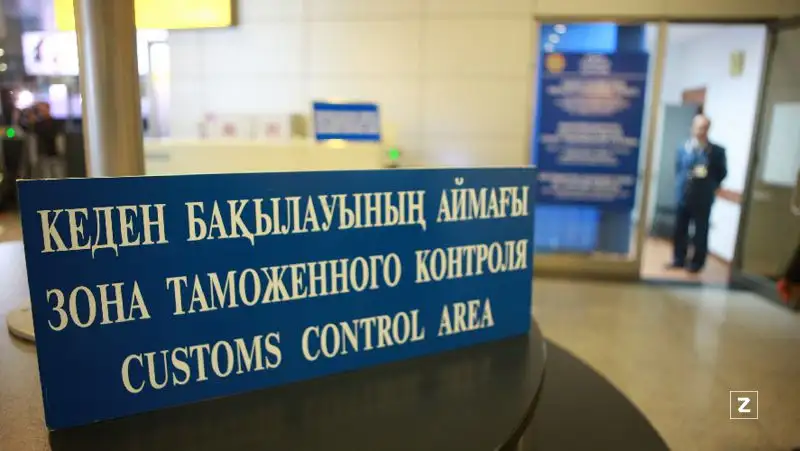 КЕДЕН БАҚЫЛАУЫНЫҢ АЙМАҒЫ
ЗОНА ТАМОЖЕННОГО КОНТРОЛЯ
CUSTOMS CONTROL AREA
Z